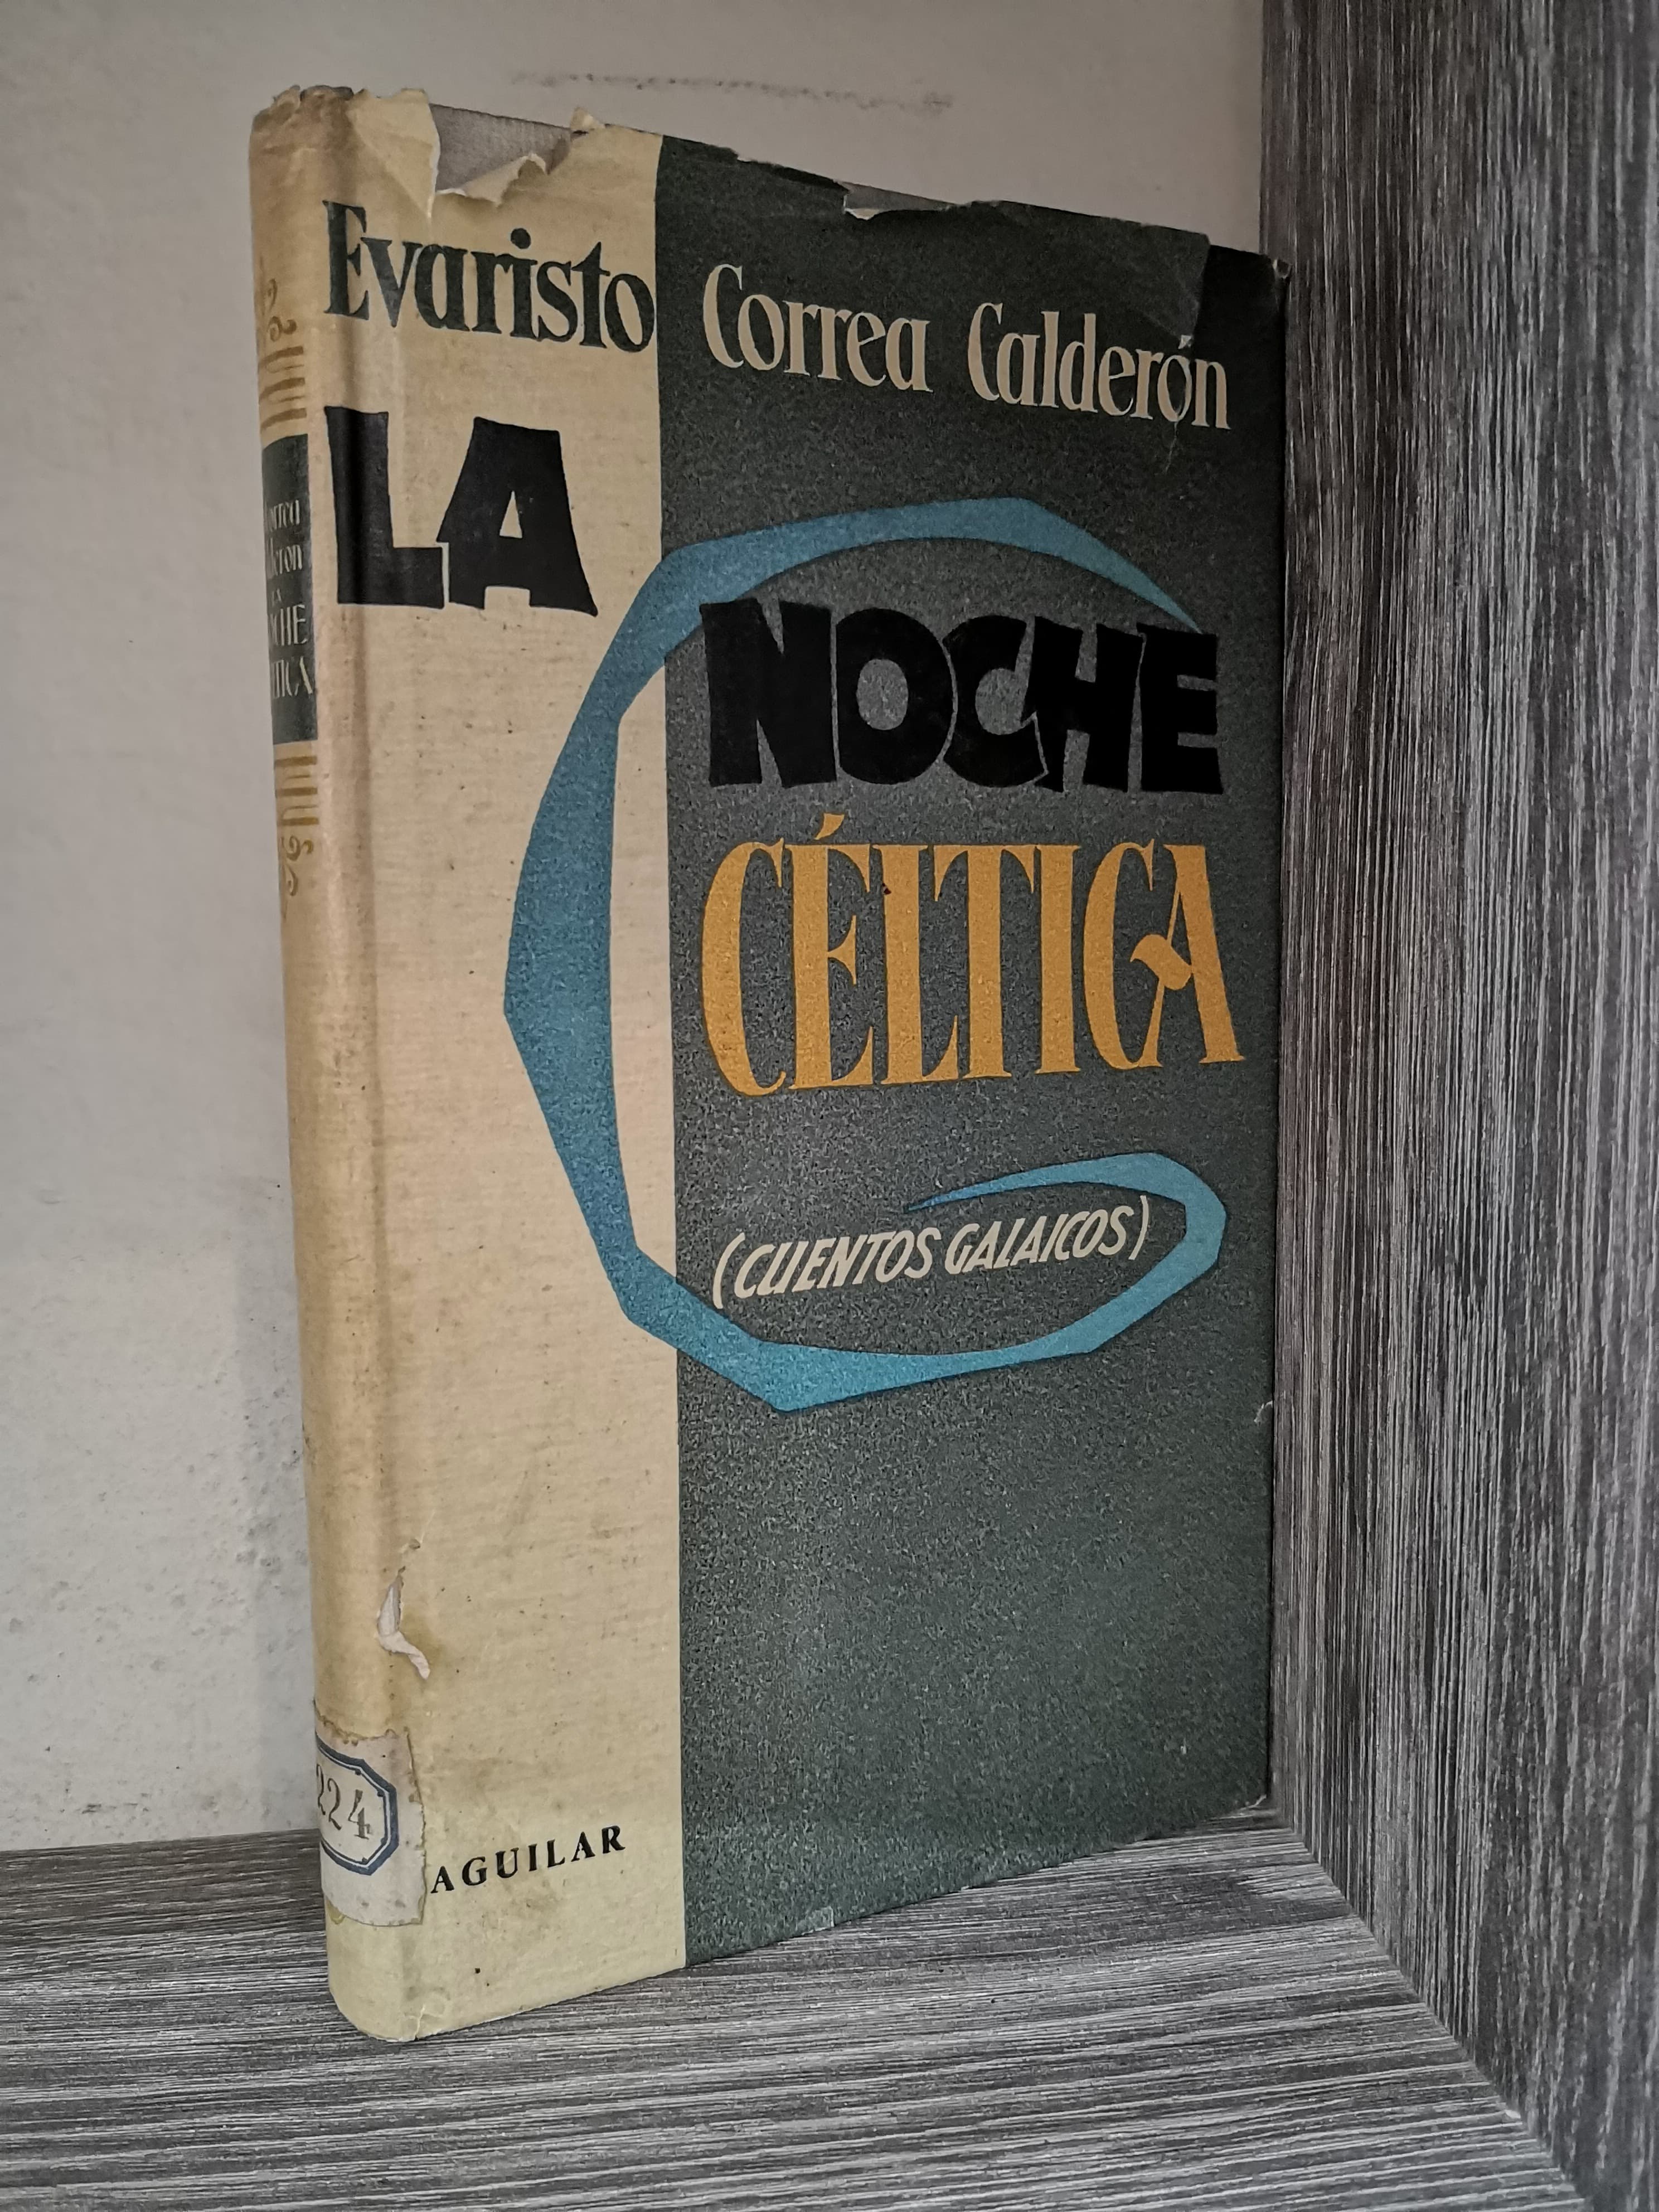 Evaristo Correa Calderón
LA
NOCHE
CÉLTICA
(CUENTOS GALAICOS)
AGUILAR
224